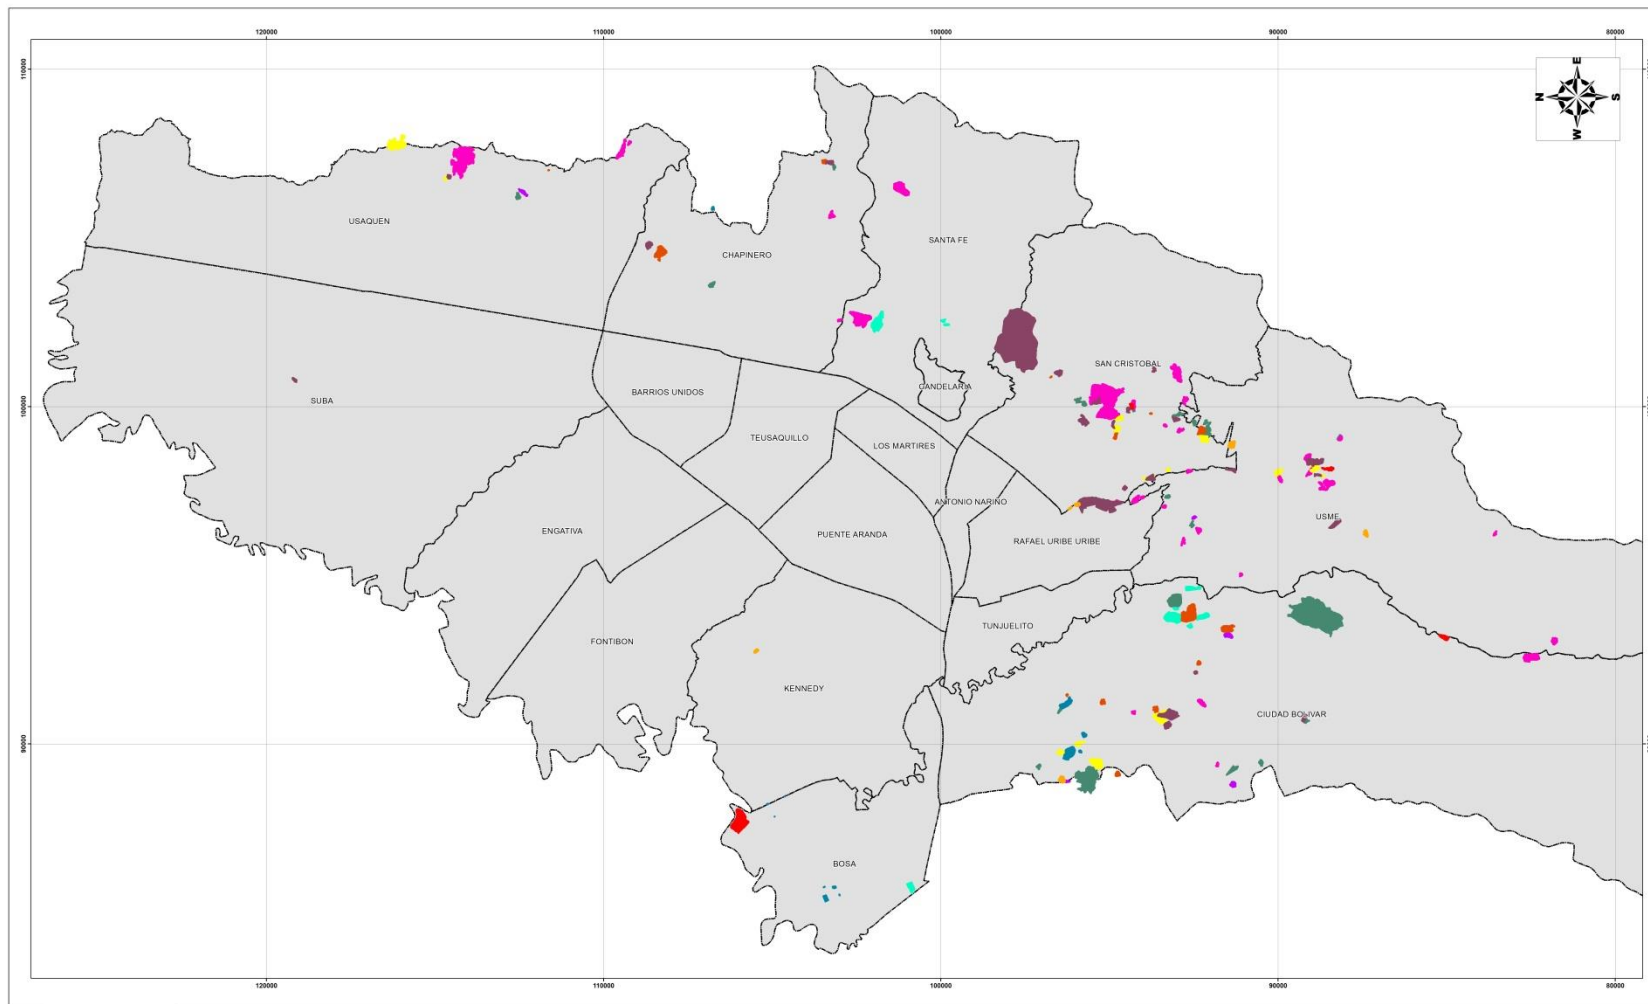 120000 110000 100000 90000 80000
110000
E
N S
W
USAQUEN
SANTA FE
CHAPINERO
SAN CRISTOBAL
CANDELARIA
BARRIOS UNIDOS
SUBA
100000
TEUSAQUILLO
LOS MARTIRES
ANTONIO NARIÑO
USME
ENGATIVA
PUENTE ARANDA
RAFAEL URIBE URIBE
TUNJUELITO
FONTIBON
KENNEDY
CIUDAD BOLIVAR
90000
BOSA
120000 110000 100000 90000 80000